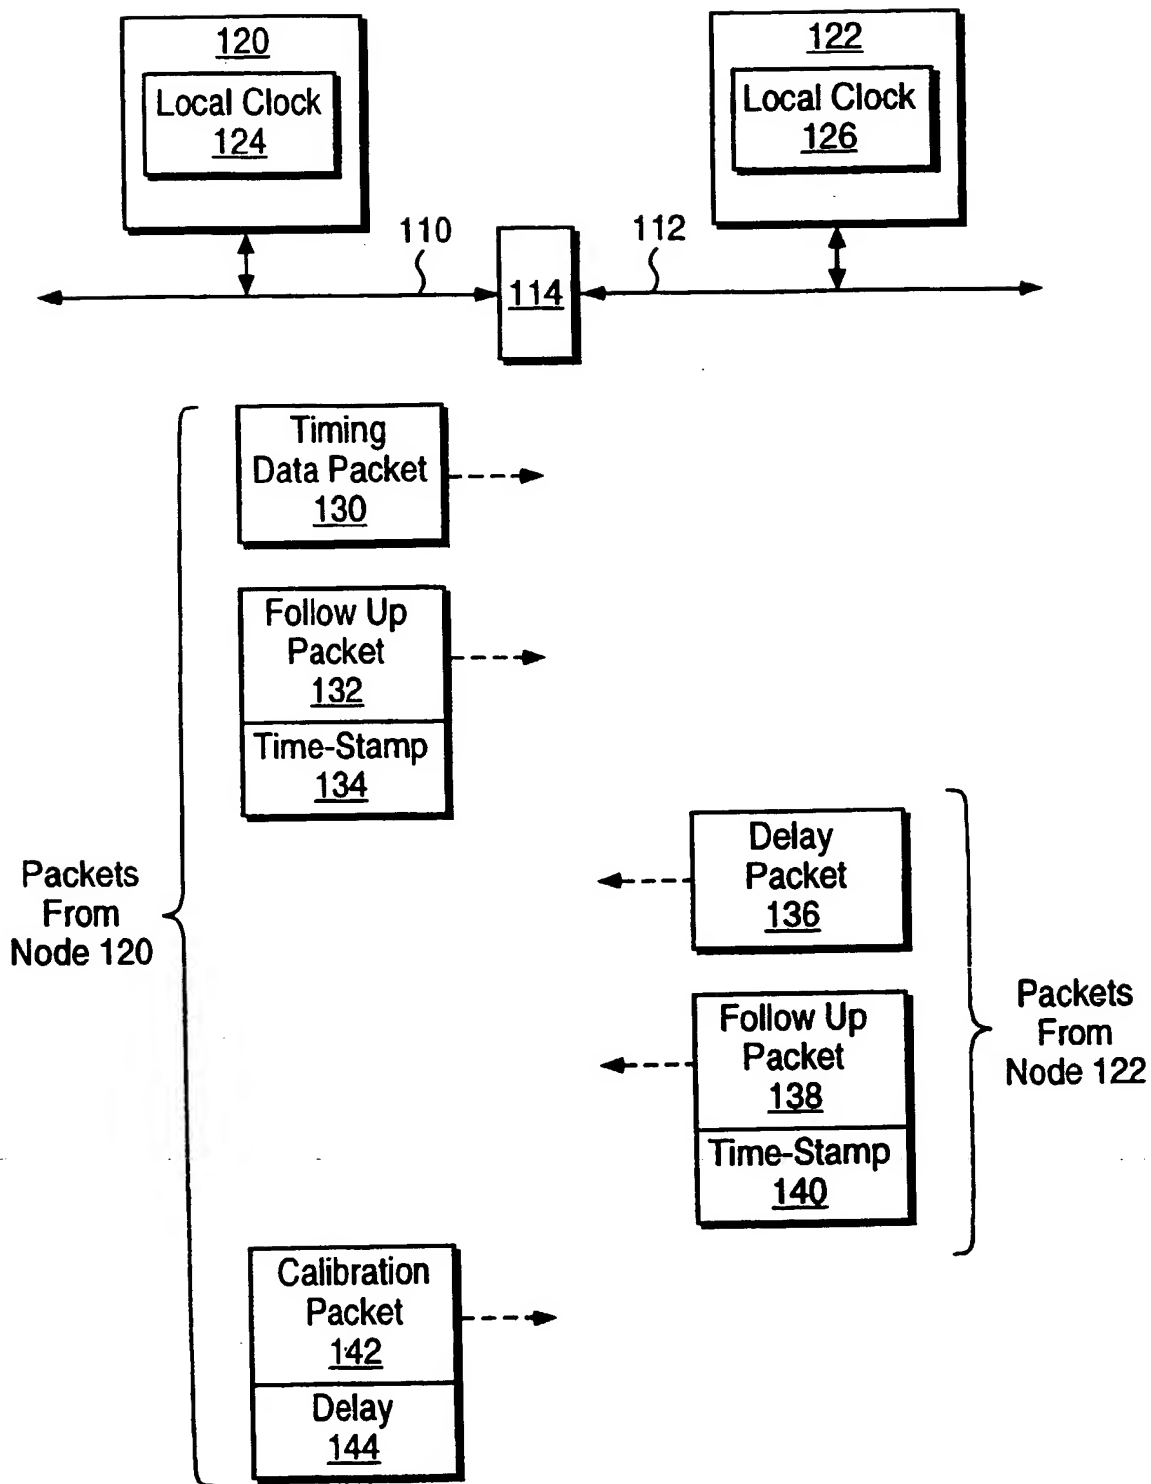 120
Local Clock
124
122
Local Clock
126
110
112
114
Timing
Data Packet
130
Follow Up
Packet
132
Time-Stamp
134
Packets
From
Node 120
Delay
Packet
136
Follow Up
Packet
138
Time-Stamp
140
Packets
From
Node 122
Calibration
Packet
142
Delay
144